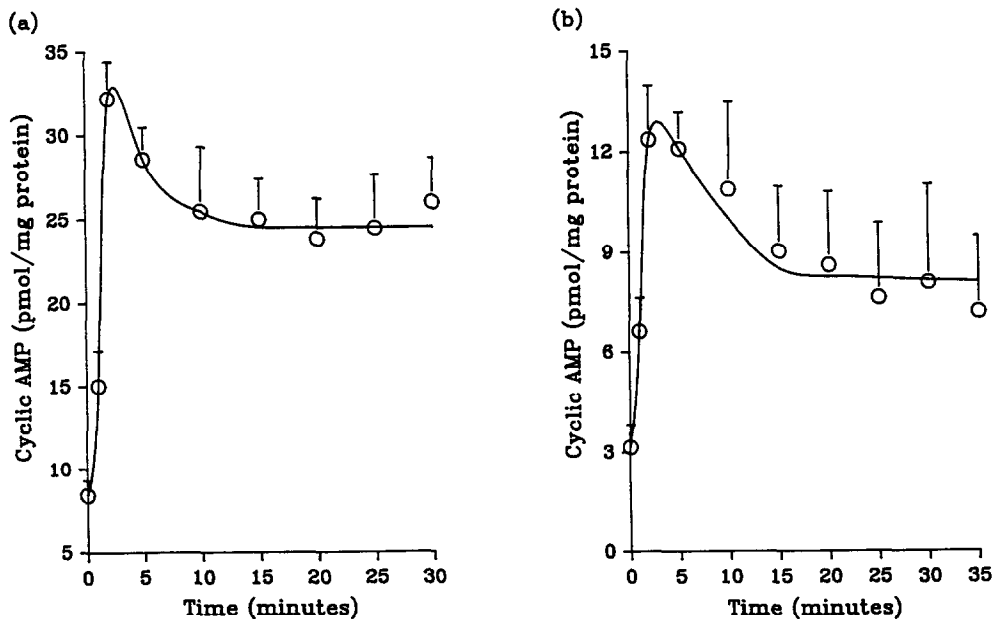 (a)
Cyclic AMP (pmol/mg protein)
35
30
25
20
15
10
5
0 5 10 15 20 25 30
Time (minutes)
(b)
Cyclic AMP (pmol/mg protein)
15
12
9
6
3
0
0 5 10 15 20 25 30 35
Time (minutes)